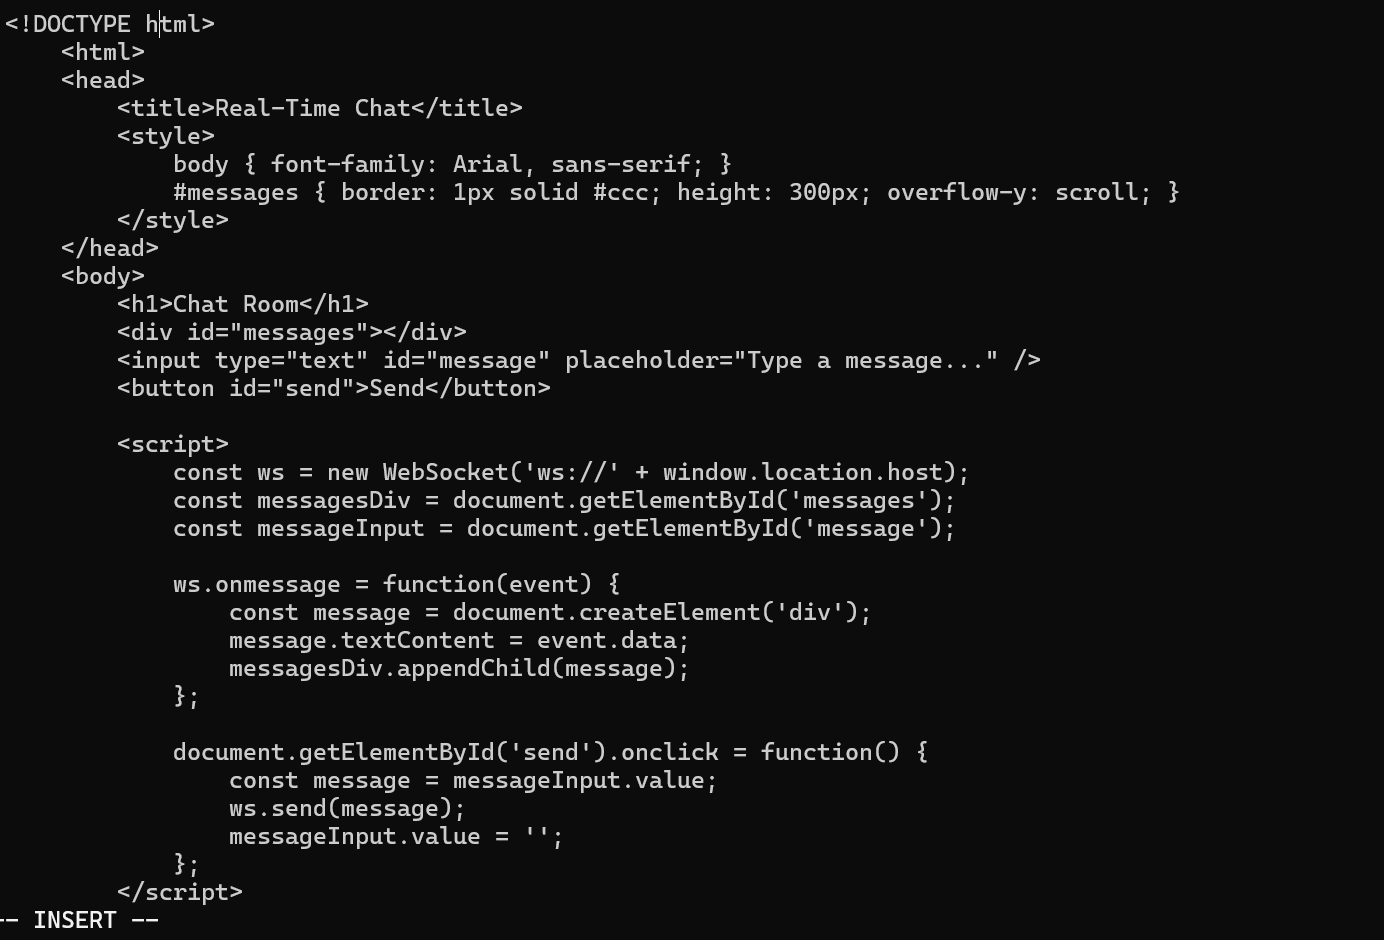 <!DOCTYPE html>
    <html>
    <head>
        <title>Real-Time Chat</title>
        <style>
            body { font-family: Arial, sans-serif; }
            #messages { border: 1px solid #ccc; height: 300px; overflow-y: scroll; }
        </style>
    </head>
    <body>
        <h1>Chat Room</h1>
        <div id="messages"></div>
        <input type="text" id="message" placeholder="Type a message..." />
        <button id="send">Send</button>

        <script>
            const ws = new WebSocket('ws://' + window.location.host);
            const messagesDiv = document.getElementById('messages');
            const messageInput = document.getElementById('message');

            ws.onmessage = function(event) {
                const message = document.createElement('div');
                message.textContent = event.data;
                messagesDiv.appendChild(message);
            };

            document.getElementById('send').onclick = function() {
                const message = messageInput.value;
                ws.send(message);
                messageInput.value = '';
            };
        </script>
-- INSERT --